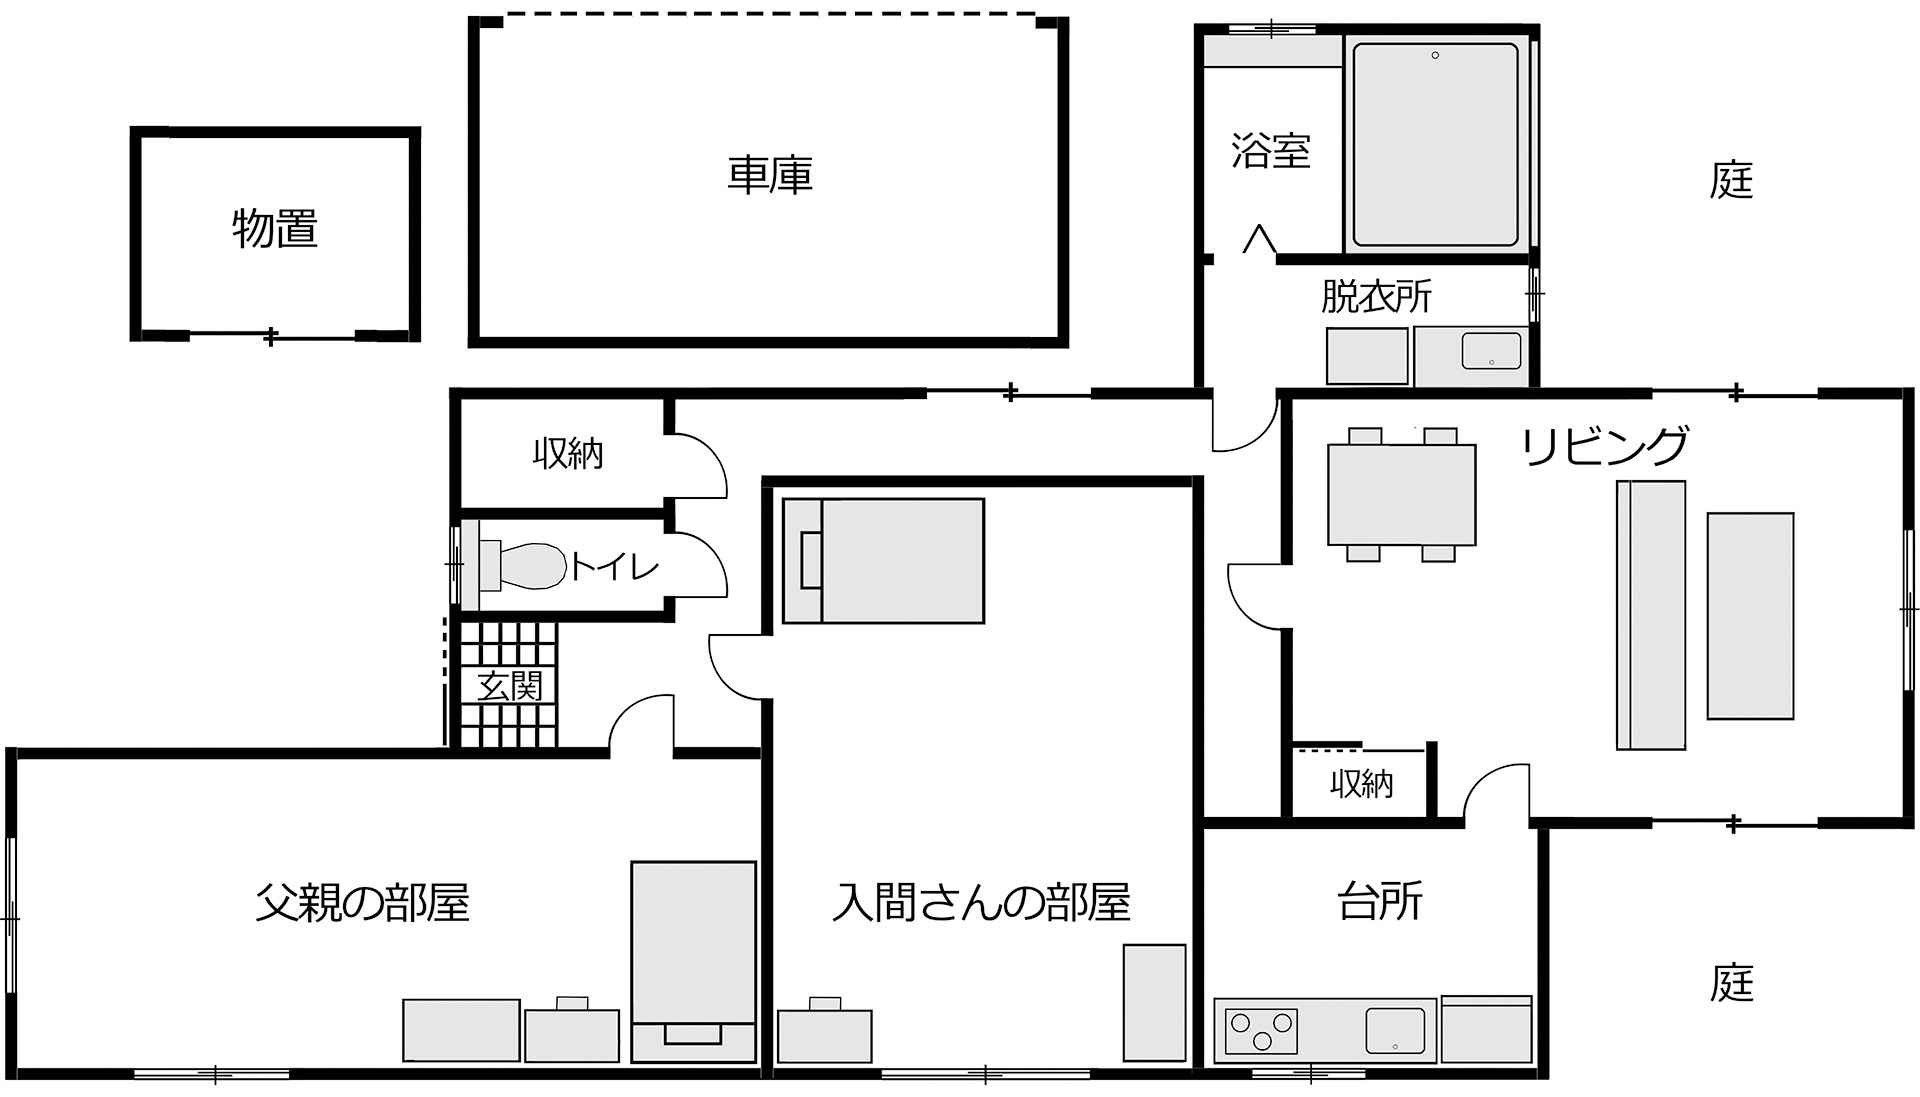 車庫
浴室
庭
物置
脱衣所
収納
リビング
トイレ
玄関
収納
父親の部屋
入間さんの部屋
台所
庭